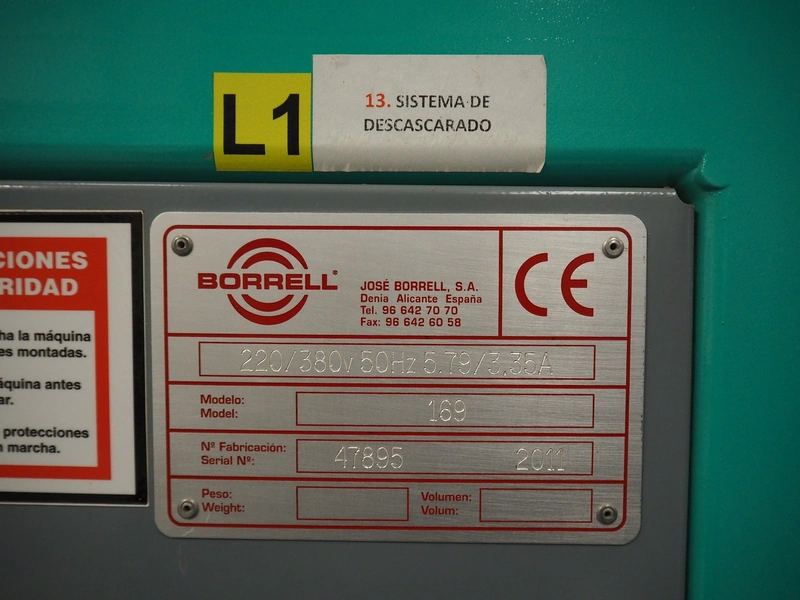 L1
13. SISTEMA DE
DESCASCARADO
CIONES
RIDAD
ha la máquina
es montadas.
áquina antes
ar.
protecciones
n marcha.
BORRELL®
JOSÉ BORRELL, S.A.
Denia Alicante España
Tel. 96 642 70 70
Fax: 96 642 60 58
CE
220/380v 50Hz 5.79/3,35A
Modelo:
Model:
169
Nº Fabricación:
Serial Nº:
47895 2011
Peso:
Weight:
Volumen:
Volum: